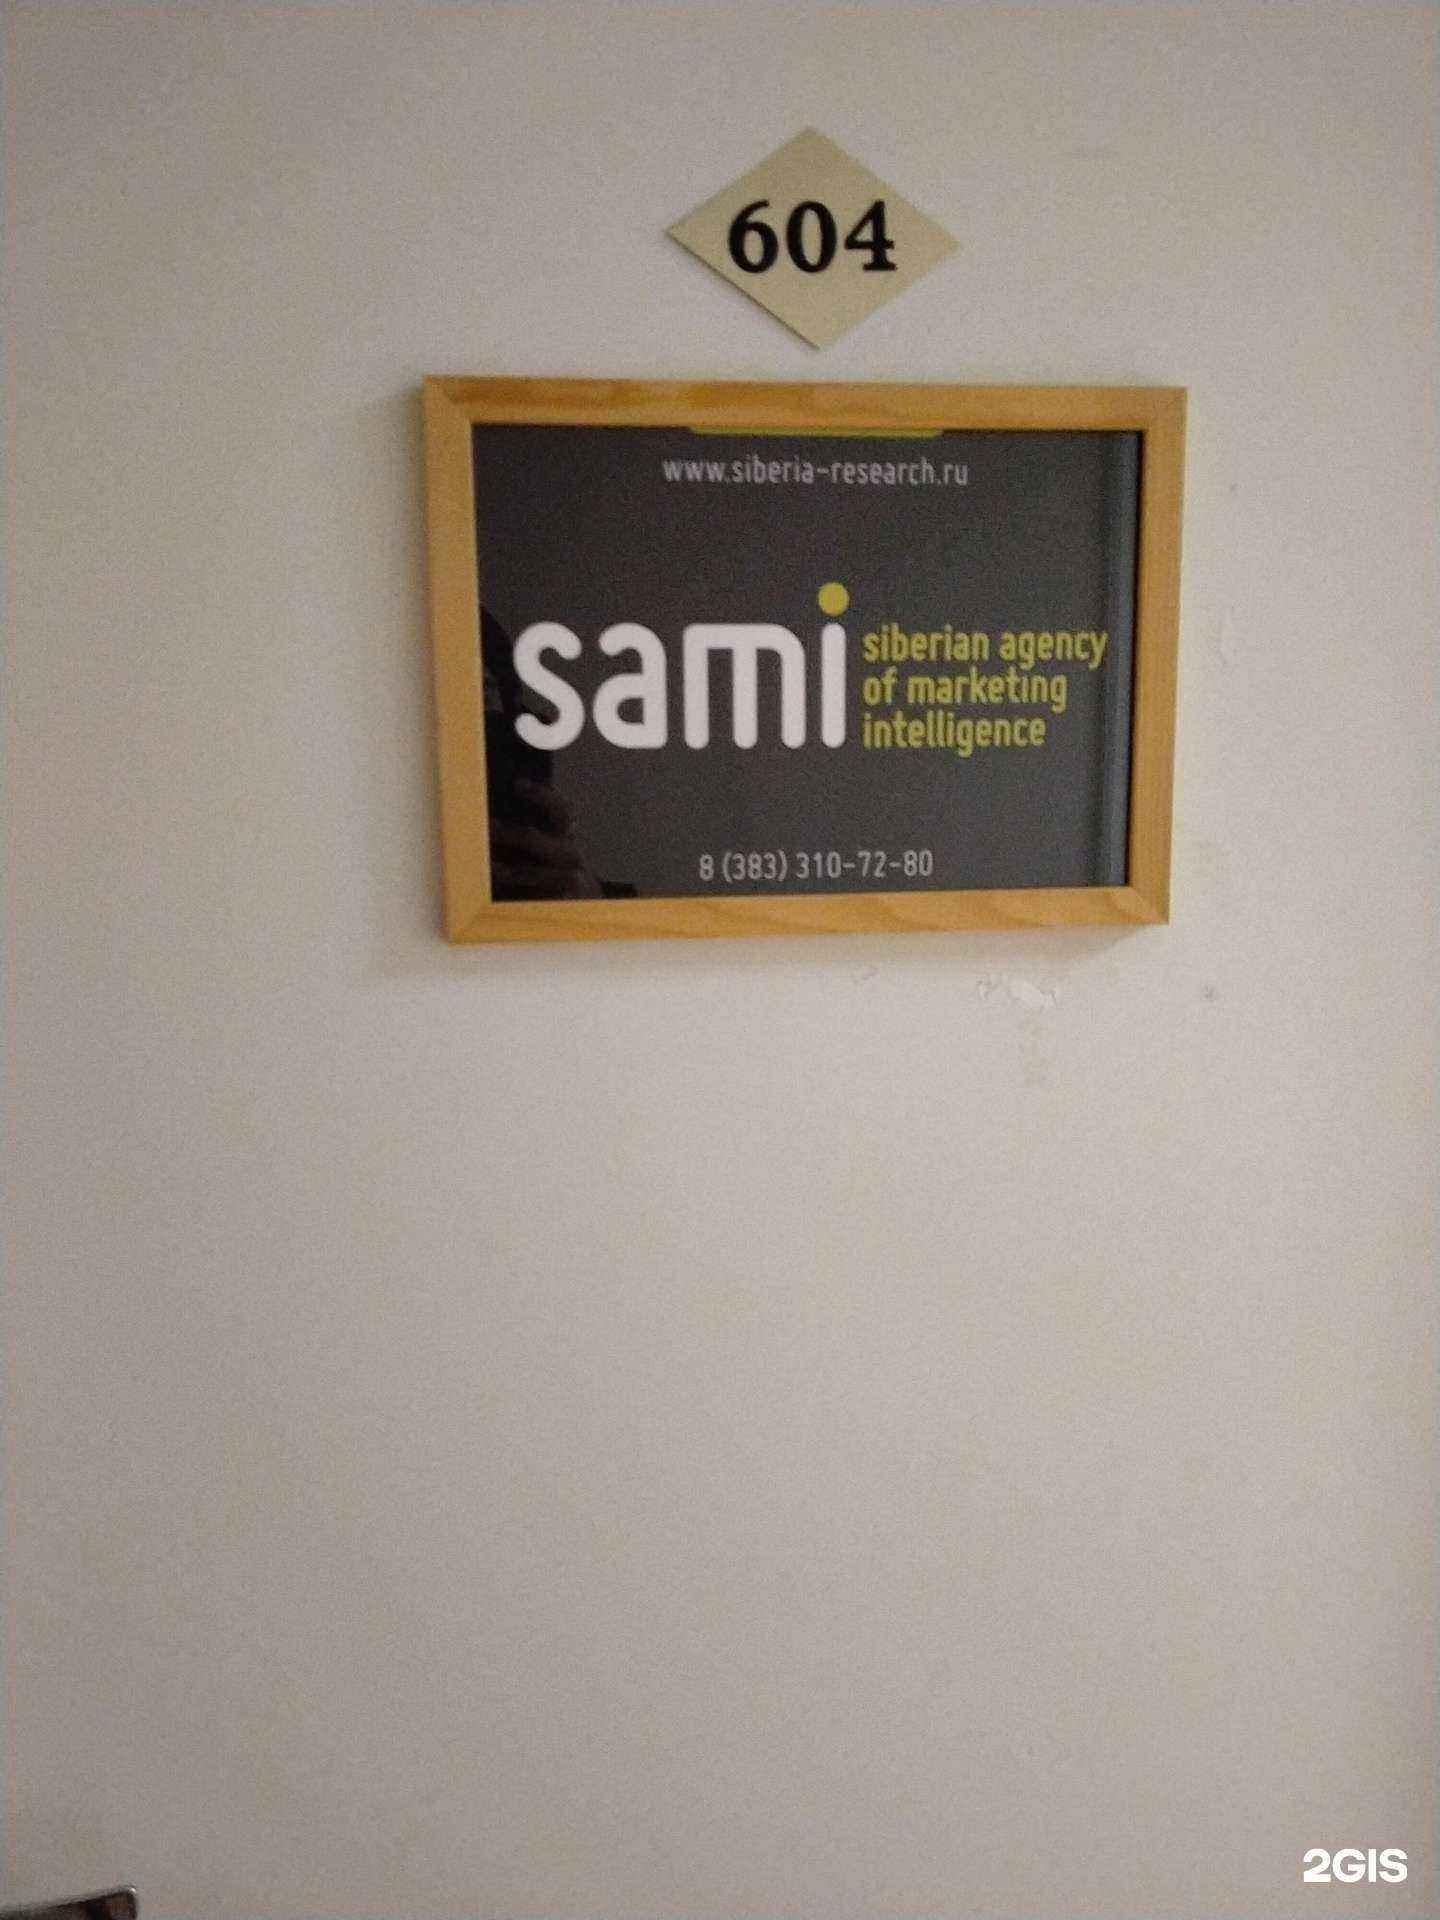 604
www.siberia-research.ru
sami
siberian agency
of marketing
intelligence
8 (383) 310-72-80
2GIS